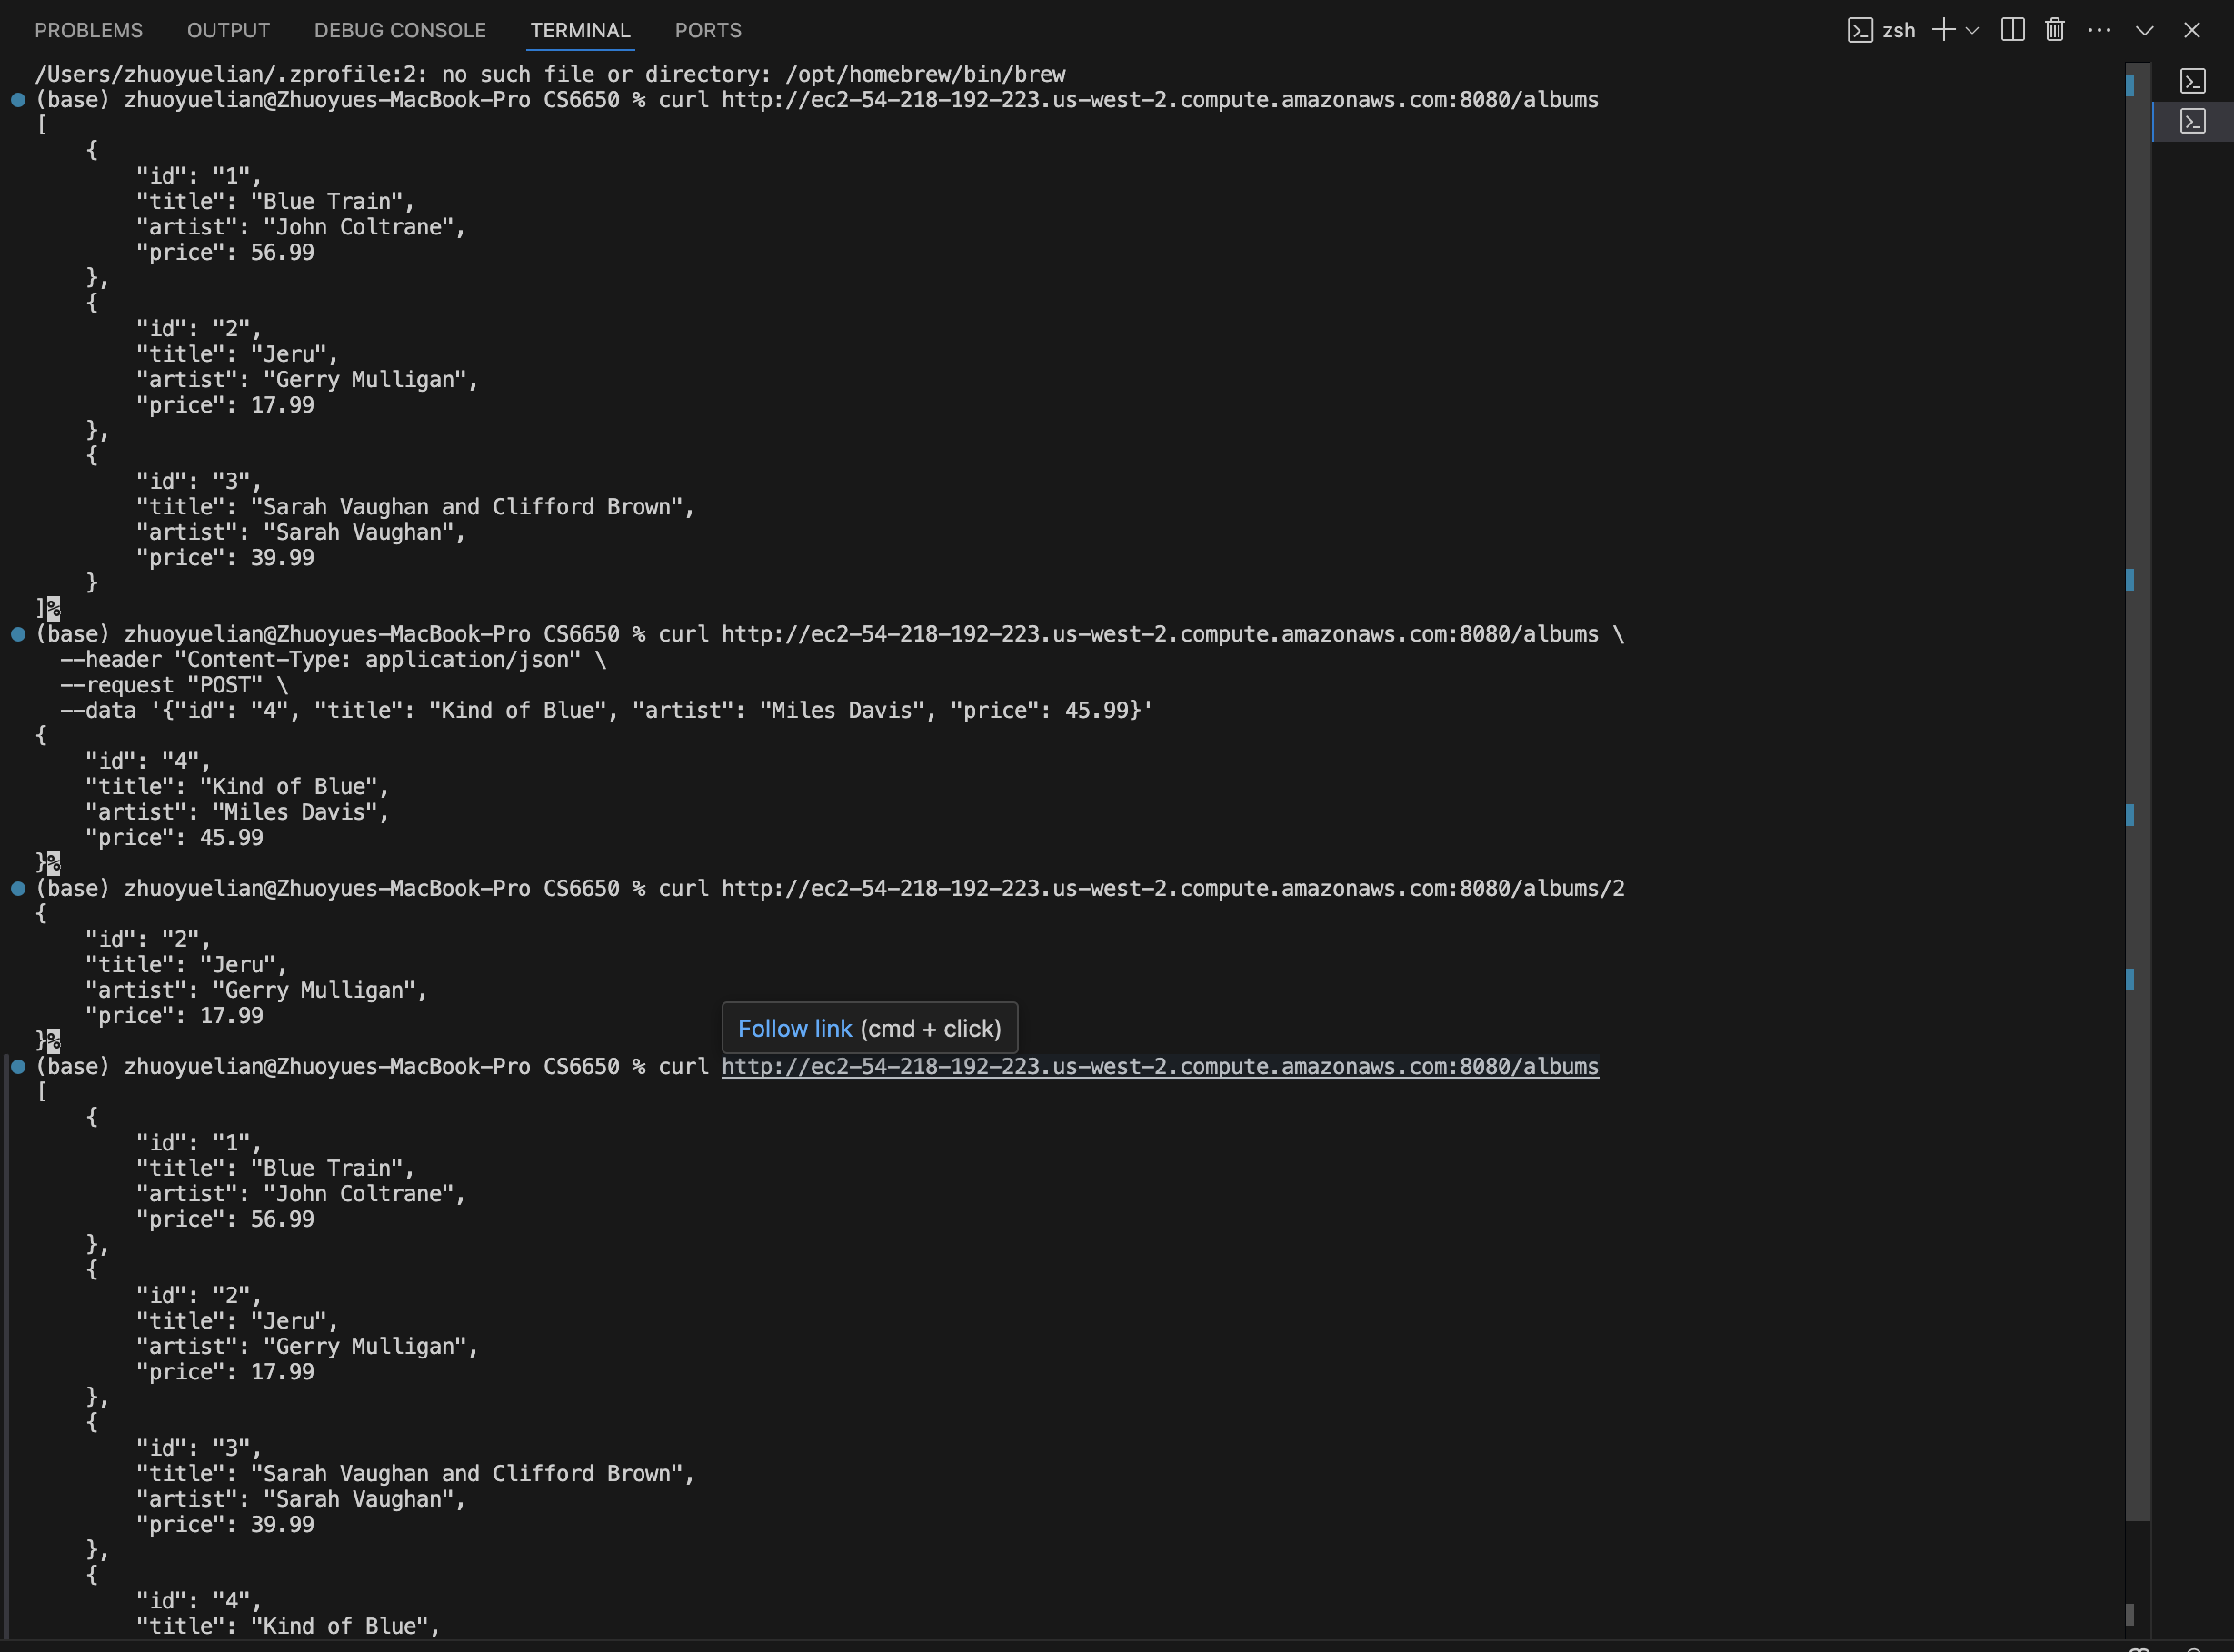 PROBLEMS OUTPUT DEBUG CONSOLE TERMINAL PORTS zsh
/Users/zhuoyuelian/.zprofile:2: no such file or directory: /opt/homebrew/bin/brew
(base) zhuoyuelian@Zhuoyues-MacBook-Pro CS6650 % curl http://ec2-54-218-192-223.us-west-2.compute.amazonaws.com:8080/albums
[
    {
        "id": "1",
        "title": "Blue Train",
        "artist": "John Coltrane",
        "price": 56.99
    },
    {
        "id": "2",
        "title": "Jeru",
        "artist": "Gerry Mulligan",
        "price": 17.99
    },
    {
        "id": "3",
        "title": "Sarah Vaughan and Clifford Brown",
        "artist": "Sarah Vaughan",
        "price": 39.99
    }
]%
(base) zhuoyuelian@Zhuoyues-MacBook-Pro CS6650 % curl http://ec2-54-218-192-223.us-west-2.compute.amazonaws.com:8080/albums \
  --header "Content-Type: application/json" \
  --request "POST" \
  --data '{"id": "4", "title": "Kind of Blue", "artist": "Miles Davis", "price": 45.99}'
{
    "id": "4",
    "title": "Kind of Blue",
    "artist": "Miles Davis",
    "price": 45.99
}%
(base) zhuoyuelian@Zhuoyues-MacBook-Pro CS6650 % curl http://ec2-54-218-192-223.us-west-2.compute.amazonaws.com:8080/albums/2
{
    "id": "2",
    "title": "Jeru",
    "artist": "Gerry Mulligan",
    "price": 17.99
}%
Follow link (cmd + click)
(base) zhuoyuelian@Zhuoyues-MacBook-Pro CS6650 % curl http://ec2-54-218-192-223.us-west-2.compute.amazonaws.com:8080/albums
[
    {
        "id": "1",
        "title": "Blue Train",
        "artist": "John Coltrane",
        "price": 56.99
    },
    {
        "id": "2",
        "title": "Jeru",
        "artist": "Gerry Mulligan",
        "price": 17.99
    },
    {
        "id": "3",
        "title": "Sarah Vaughan and Clifford Brown",
        "artist": "Sarah Vaughan",
        "price": 39.99
    },
    {
        "id": "4",
        "title": "Kind of Blue",